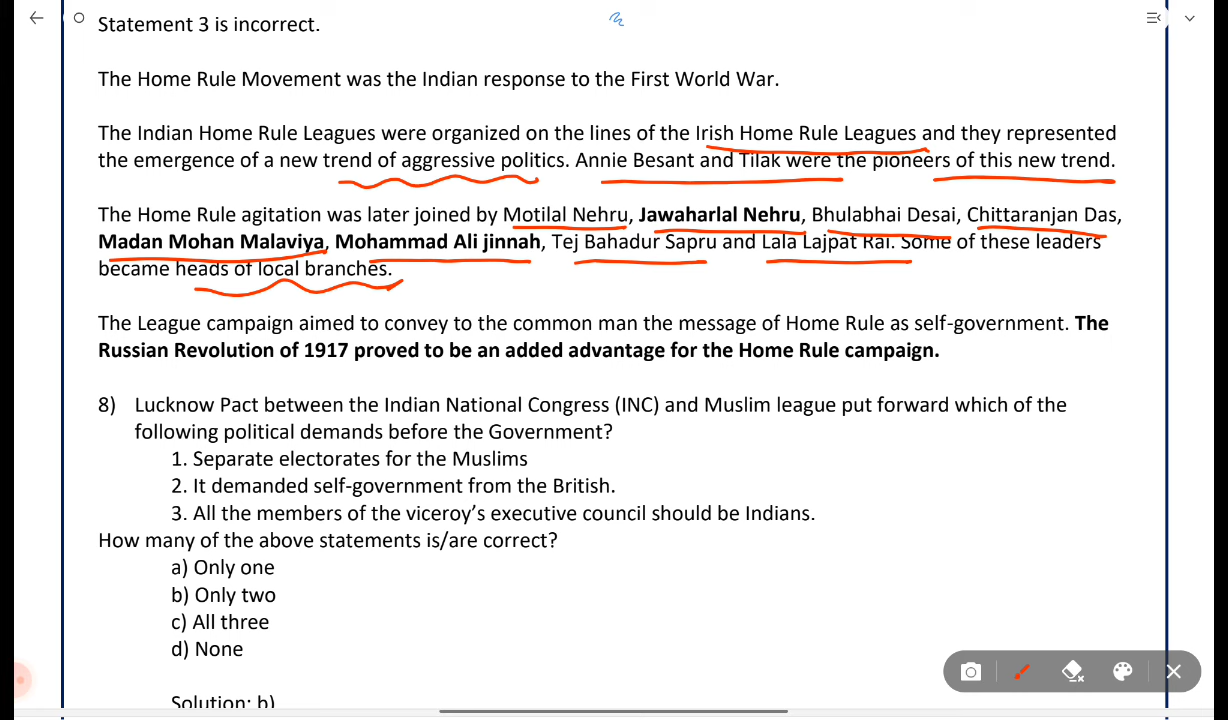 Statement 3 is incorrect.
The Home Rule Movement was the Indian response to the First World War.
The Indian Home Rule Leagues were organized on the lines of the Irish Home Rule Leagues and they represented
the emergence of a new trend of aggressive politics. Annie Besant and Tilak were the pioneers of this new trend.
The Home Rule agitation was later joined by Motilal Nehru, Jawaharlal Nehru, Bhulabhai Desai, Chittaranjan Das,
Madan Mohan Malaviya, Mohammad Ali jinnah, Tej Bahadur Sapru and Lala Lajpat Rai. Some of these leaders
became heads of local branches.
The League campaign aimed to convey to the common man the message of Home Rule as self-government. The
Russian Revolution of 1917 proved to be an added advantage for the Home Rule campaign.
8) Lucknow Pact between the Indian National Congress (INC) and Muslim league put forward which of the
following political demands before the Government?
1. Separate electorates for the Muslims
2. It demanded self-government from the British.
3. All the members of the viceroy’s executive council should be Indians.
How many of the above statements is/are correct?
a) Only one
b) Only two
c) All three
d) None
Solution: b)